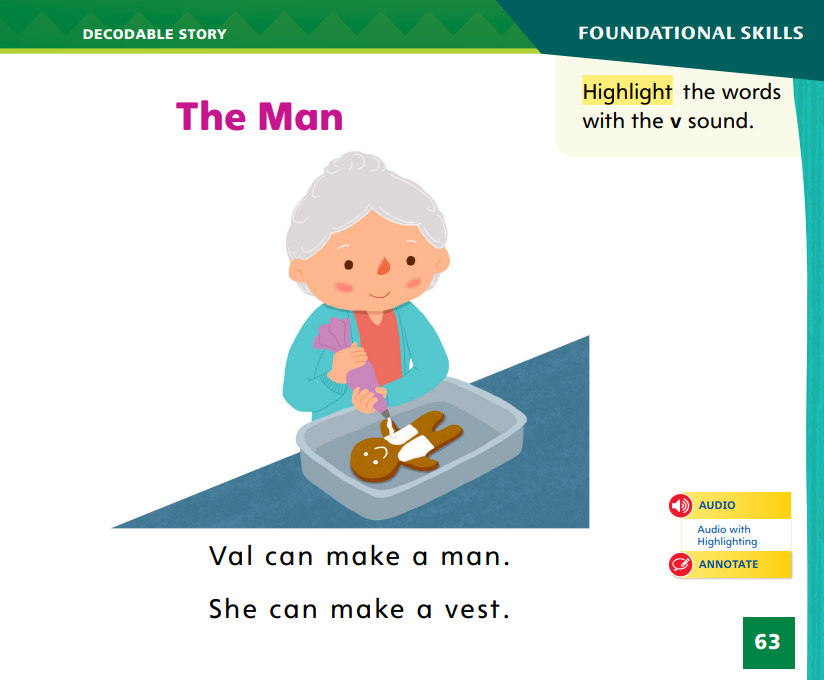 DECODABLE STORY
FOUNDATIONAL SKILLS
Highlight the words
with the v sound.
The Man
Val can make a man.
She can make a vest.
AUDIO
Audio with
Highlighting
ANNOTATE
63